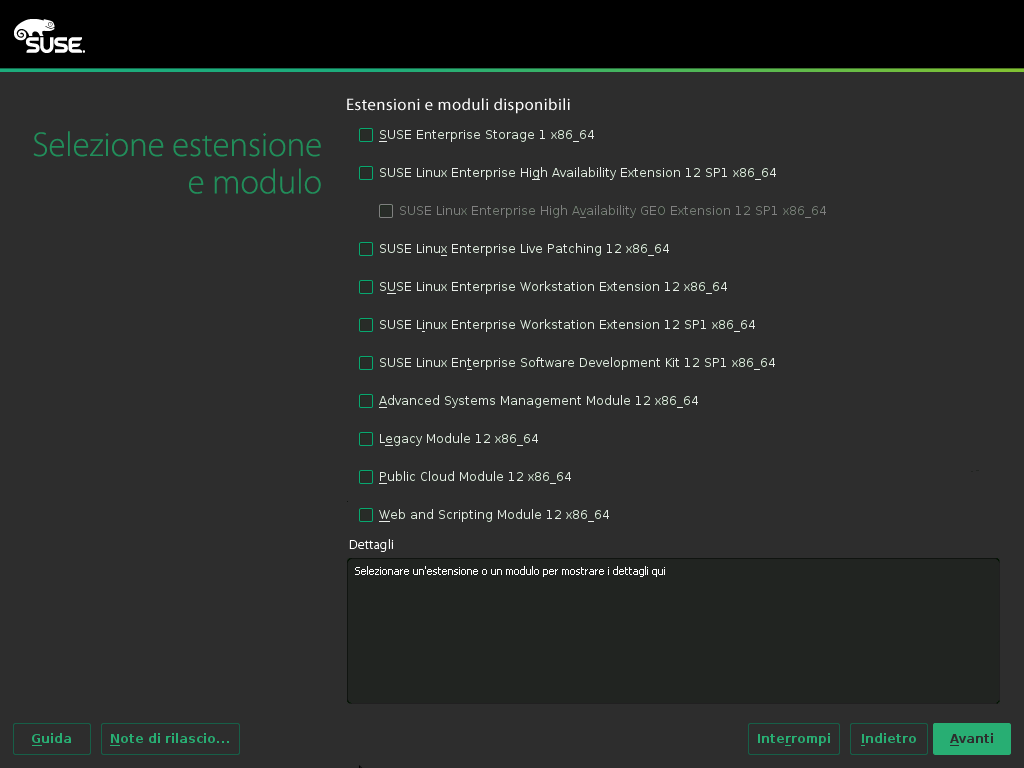 SUSE.
Selezione estensione
e modulo
Estensioni e moduli disponibili
SUSE Enterprise Storage 1 x86_64
SUSE Linux Enterprise High Availability Extension 12 SP1 x86_64
SUSE Linux Enterprise High Availability GEO Extension 12 SP1 x86_64
SUSE Linux Enterprise Live Patching 12 x86_64
SUSE Linux Enterprise Workstation Extension 12 x86_64
SUSE Linux Enterprise Workstation Extension 12 SP1 x86_64
SUSE Linux Enterprise Software Development Kit 12 SP1 x86_64
Advanced Systems Management Module 12 x86_64
Legacy Module 12 x86_64
Public Cloud Module 12 x86_64
Web and Scripting Module 12 x86_64
Dettagli
Selezionare un'estensione o un modulo per mostrare i dettagli qui
Guida
Note di rilascio...
Interrompi
Indietro
Avanti